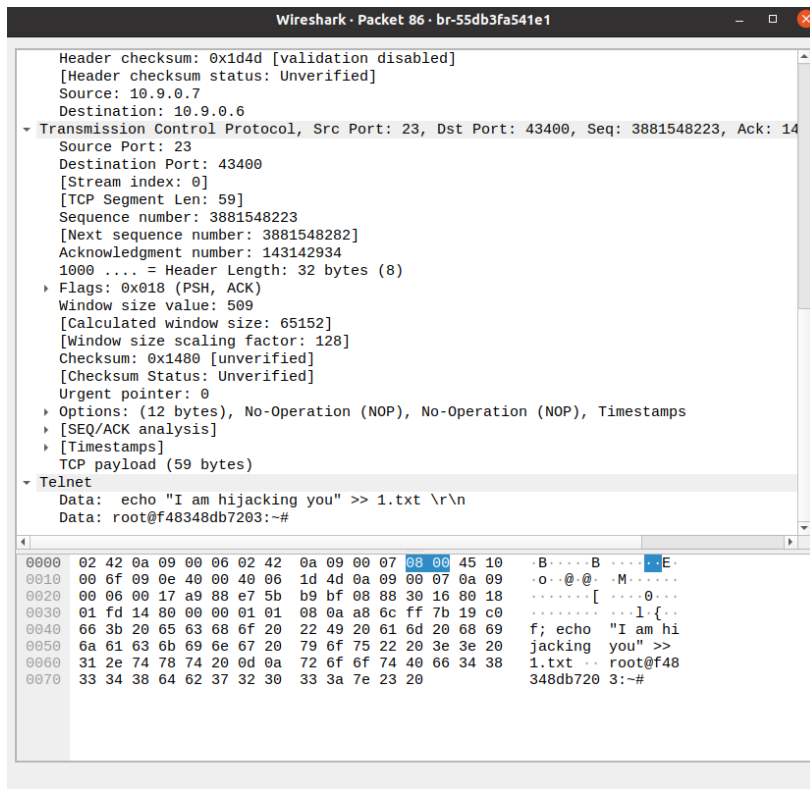 Wireshark · Packet 86 · br-55db3fa541e1
Header checksum: 0x1d4d [validation disabled]
[Header checksum status: Unverified]
Source: 10.9.0.7
Destination: 10.9.0.6
Transmission Control Protocol, Src Port: 23, Dst Port: 43400, Seq: 3881548223, Ack: 14
Source Port: 23
Destination Port: 43400
[Stream index: 0]
[TCP Segment Len: 59]
Sequence number: 3881548223
[Next sequence number: 3881548282]
Acknowledgment number: 143142934
1000 .... = Header Length: 32 bytes (8)
Flags: 0x018 (PSH, ACK)
Window size value: 509
[Calculated window size: 65152]
[Window size scaling factor: 128]
Checksum: 0x1480 [unverified]
[Checksum Status: Unverified]
Urgent pointer: 0
Options: (12 bytes), No-Operation (NOP), No-Operation (NOP), Timestamps
[SEQ/ACK analysis]
[Timestamps]
TCP payload (59 bytes)
Telnet
Data:  echo "I am hijacking you" >> 1.txt \r\n
Data: root@f48348db7203:~#
0000 02 42 0a 09 00 06 02 42 0a 09 00 07 08 00 45 10 ·B·····B ······E·
0010 00 6f 09 0e 40 00 40 06 1d 4d 0a 09 00 07 0a 09 ·o··@·@· ·M······
0020 00 06 00 17 a9 88 e7 5b b9 bf 08 88 30 16 80 18 ·······[ ····0···
0030 01 fd 14 80 00 00 01 01 08 0a a8 6c ff 7b 19 c0 ········ ···l·{··
0040 66 3b 20 65 63 68 6f 20 22 49 20 61 6d 20 68 69 f; echo "I am hi
0050 6a 61 63 6b 69 6e 67 20 79 6f 75 22 20 3e 3e 20 jacking you" >>
0060 31 2e 74 78 74 20 0d 0a 72 6f 6f 74 40 66 34 38 1.txt ·· root@f48
0070 33 34 38 64 62 37 32 30 33 3a 7e 23 20 348db720 3:~#